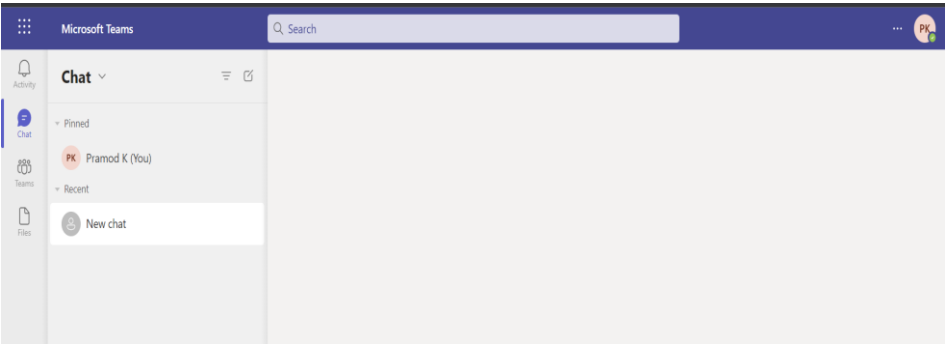 Microsoft Teams
Search
PK
Activity
Chat
Teams
Files
Chat
Pinned
PK Pramod K (You)
Recent
New chat